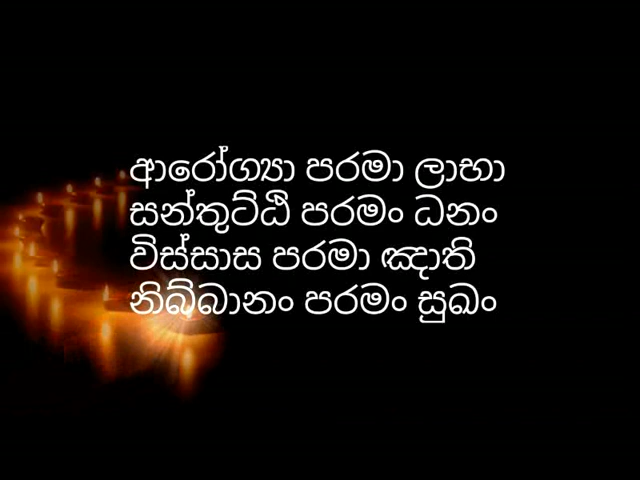 ආරෝග්‍යා පරමා ලාභා
සන්තුට්ඨි පරමං ධනං
විස්සාස පරමා ඤාති
නිබ්බානං පරමං සුඛං